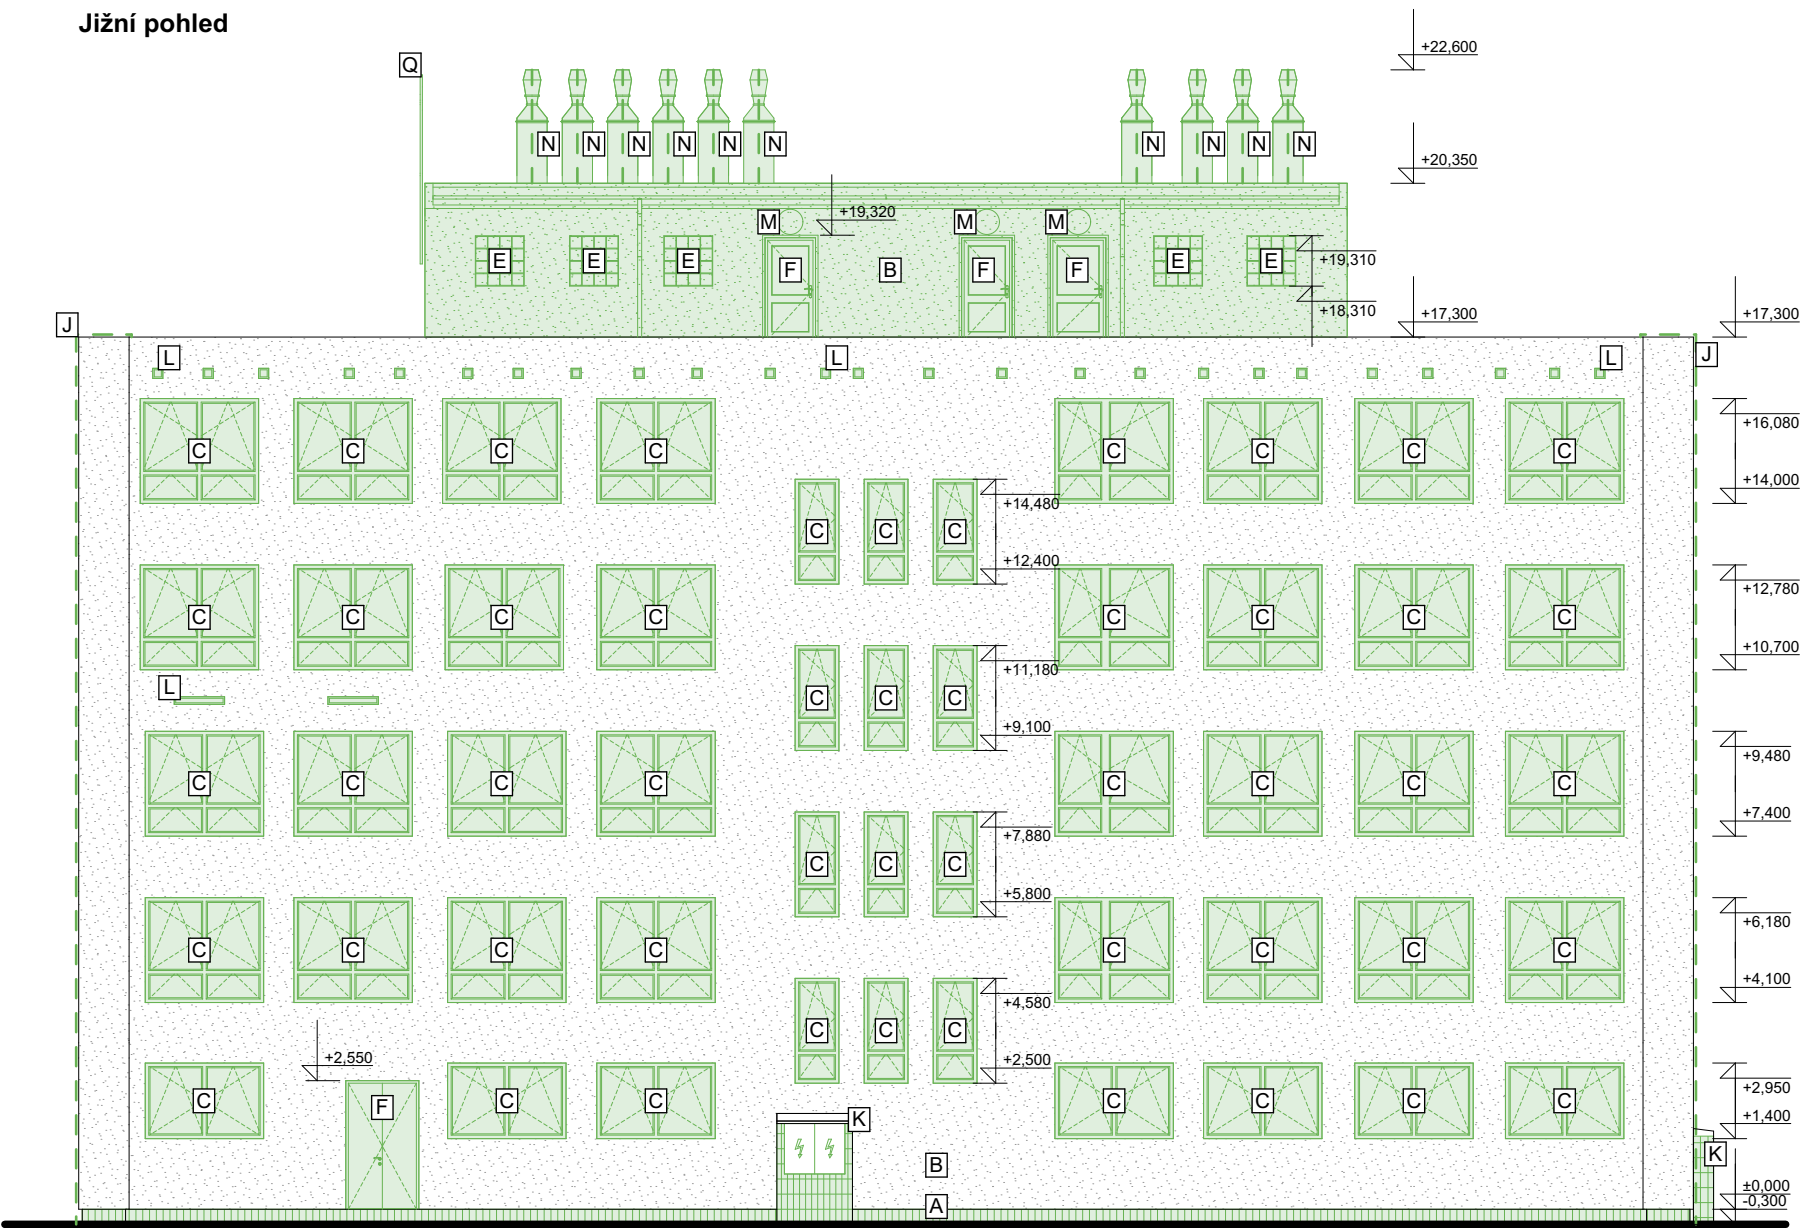 Jižní pohled
+22,600
Q
N N N N N N N N N N
+20,350
M +19,320 M M
E E E F B F F E E
+19,310
+18,310
J +17,300 +17,300
L L L J
C C C C C C C C
+16,080
+14,000
C C C
+14,480
+12,400
C C C C C C C C
+12,780
+10,700
L
C C C
+11,180
+9,100
C C C C C C C C
+9,480
+7,400
C C C
+7,880
+5,800
C C C C C C C C
+6,180
+4,100
C C C
+4,580
+2,500
+2,550
C F C C C C C C
+2,950
+1,400
K
K
B
±0,000
-0,300
A